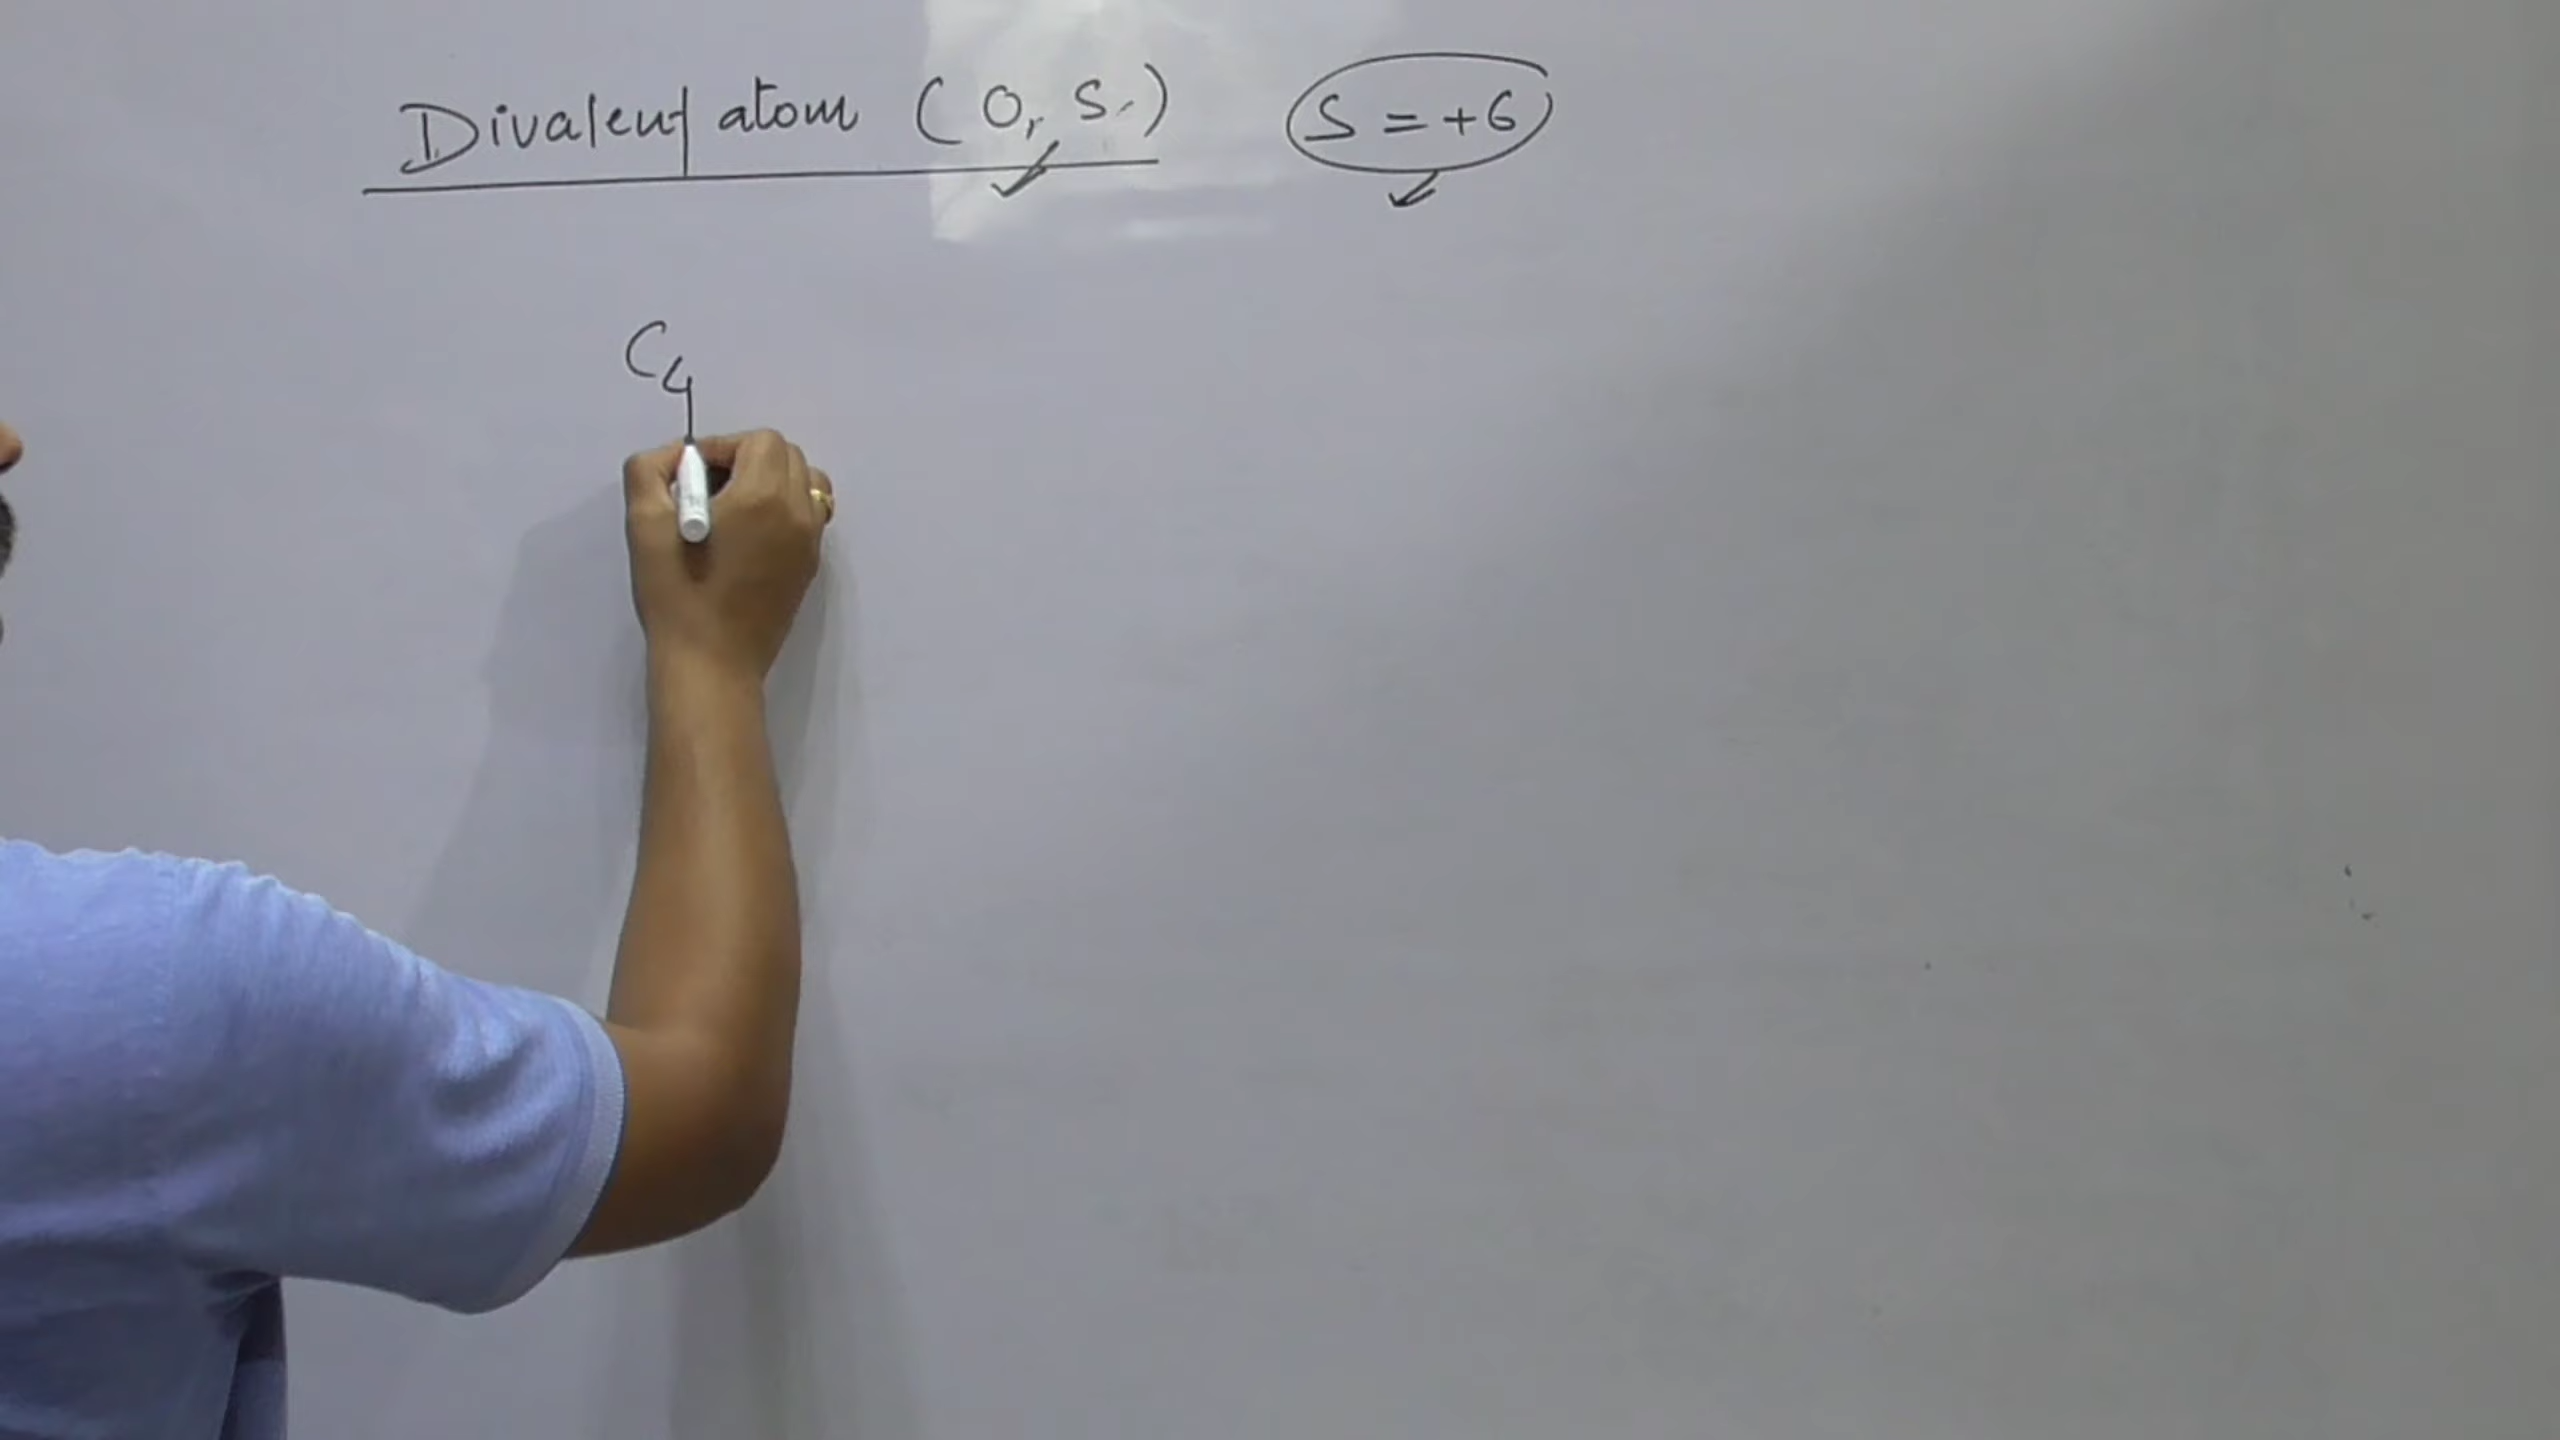 Divalent atom (O, S) S = +6
C4